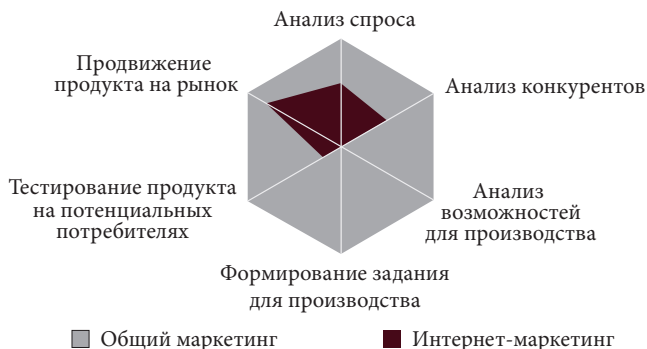 Анализ спроса
Продвижение
продукта на рынок
Анализ конкурентов
Тестирование продукта
на потенциальных
потребителях
Анализ
возможностей
для производства
Формирование задания
для производства
Общий маркетинг
Интернет-маркетинг